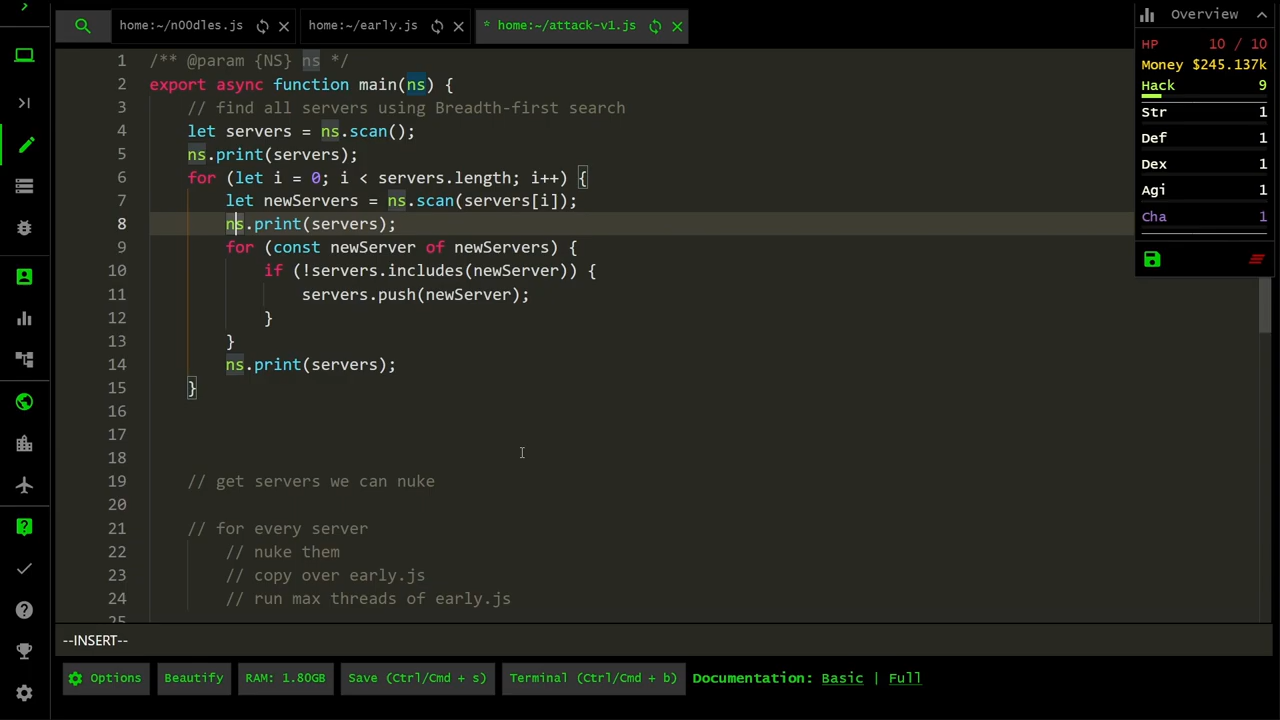 home:~/n00dles.js
home:~/early.js
* home:~/attack-v1.js
Overview
HP 10 / 10
Money $245.137k
Hack 9
Str 1
Def 1
Dex 1
Agi 1
Cha 1
1 /** @param {NS} ns */
2 export async function main(ns) {
3 // find all servers using Breadth-first search
4 let servers = ns.scan();
5 ns.print(servers);
6 for (let i = 0; i < servers.length; i++) {
7 let newServers = ns.scan(servers[i]);
8 ns.print(servers);
9 for (const newServer of newServers) {
10 if (!servers.includes(newServer)) {
11 servers.push(newServer);
12 }
13 }
14 ns.print(servers);
15 }
16
17
18
19 // get servers we can nuke
20
21 // for every server
22 // nuke them
23 // copy over early.js
24 // run max threads of early.js
25
--INSERT--
Options
Beautify
RAM: 1.80GB
Save (Ctrl/Cmd + s)
Terminal (Ctrl/Cmd + b)
Documentation: Basic | Full